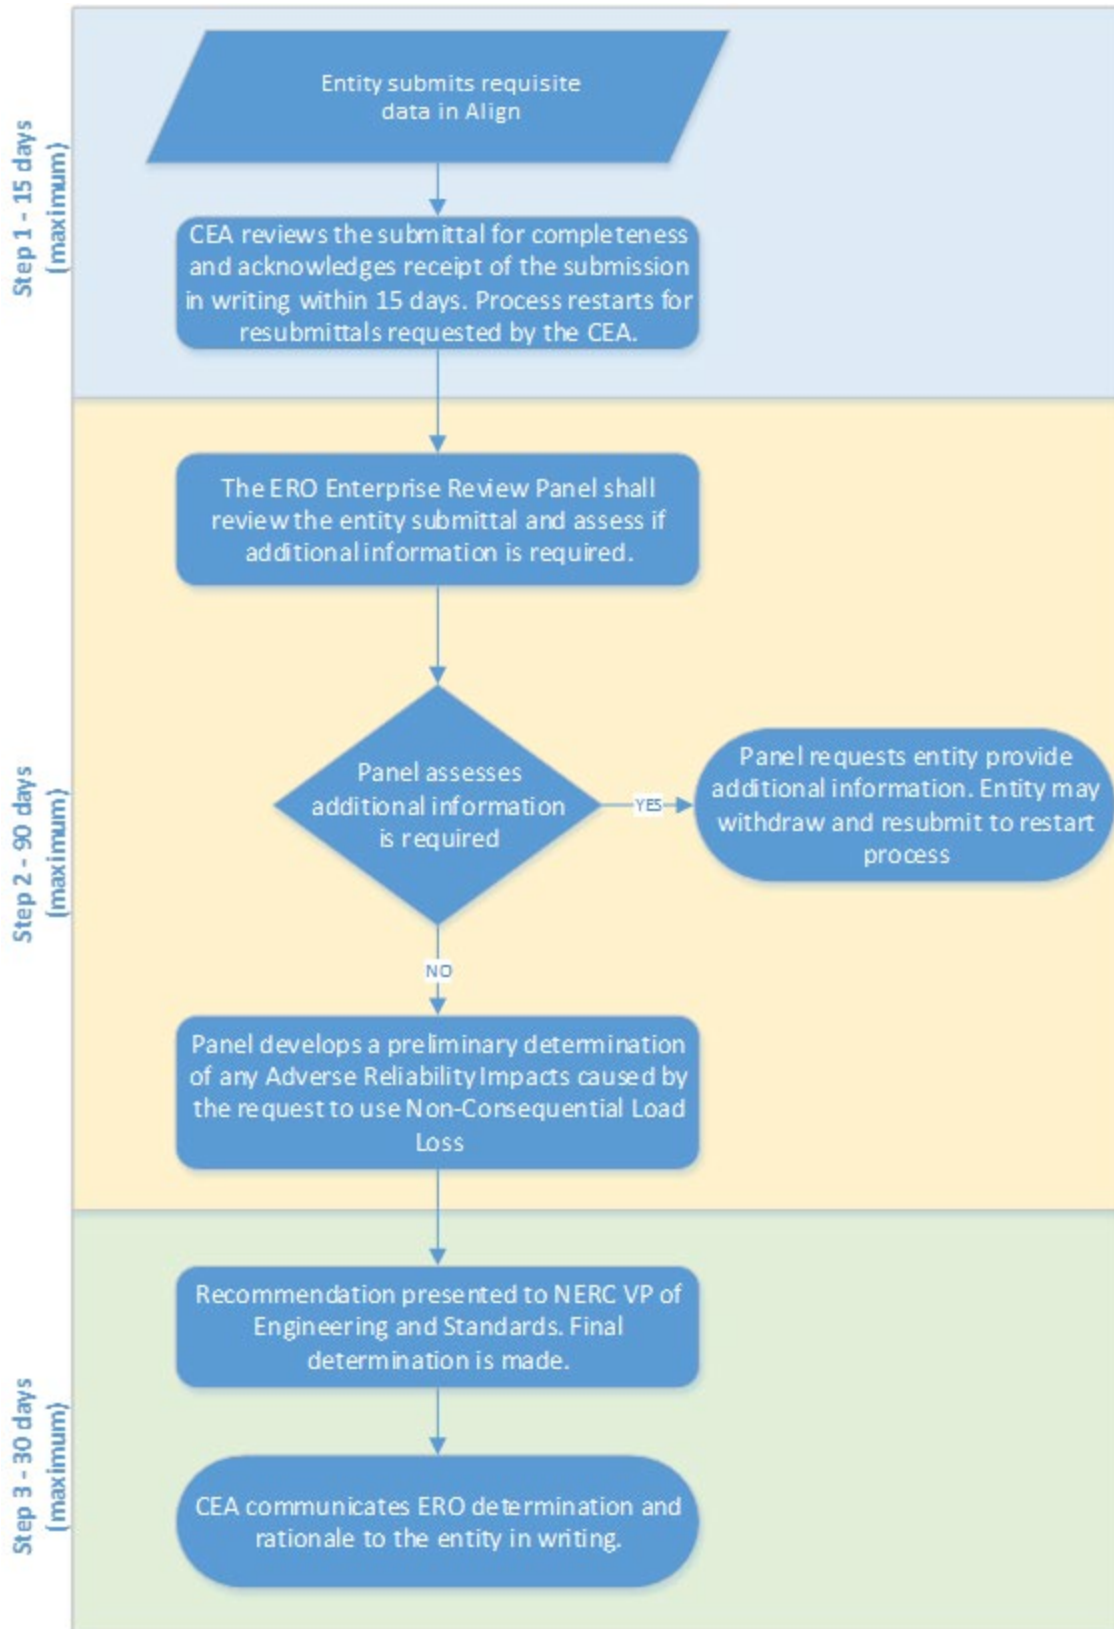 Step 1 - 15 days
(maximum)
Entity submits requisite
data in Align
CEA reviews the submittal for completeness
and acknowledges receipt of the submission
in writing within 15 days. Process restarts for
resubmittals requested by the CEA.
Step 2 - 90 days
(maximum)
The ERO Enterprise Review Panel shall
review the entity submittal and assess if
additional information is required.
Panel assesses
additional information
is required
YES
Panel requests entity provide
additional information. Entity may
withdraw and resubmit to restart
process
NO
Panel develops a preliminary determination
of any Adverse Reliability Impacts caused by
the request to use Non-Consequential Load
Loss
Step 3 - 30 days
(maximum)
Recommendation presented to NERC VP of
Engineering and Standards. Final
determination is made.
CEA communicates ERO determination and
rationale to the entity in writing.